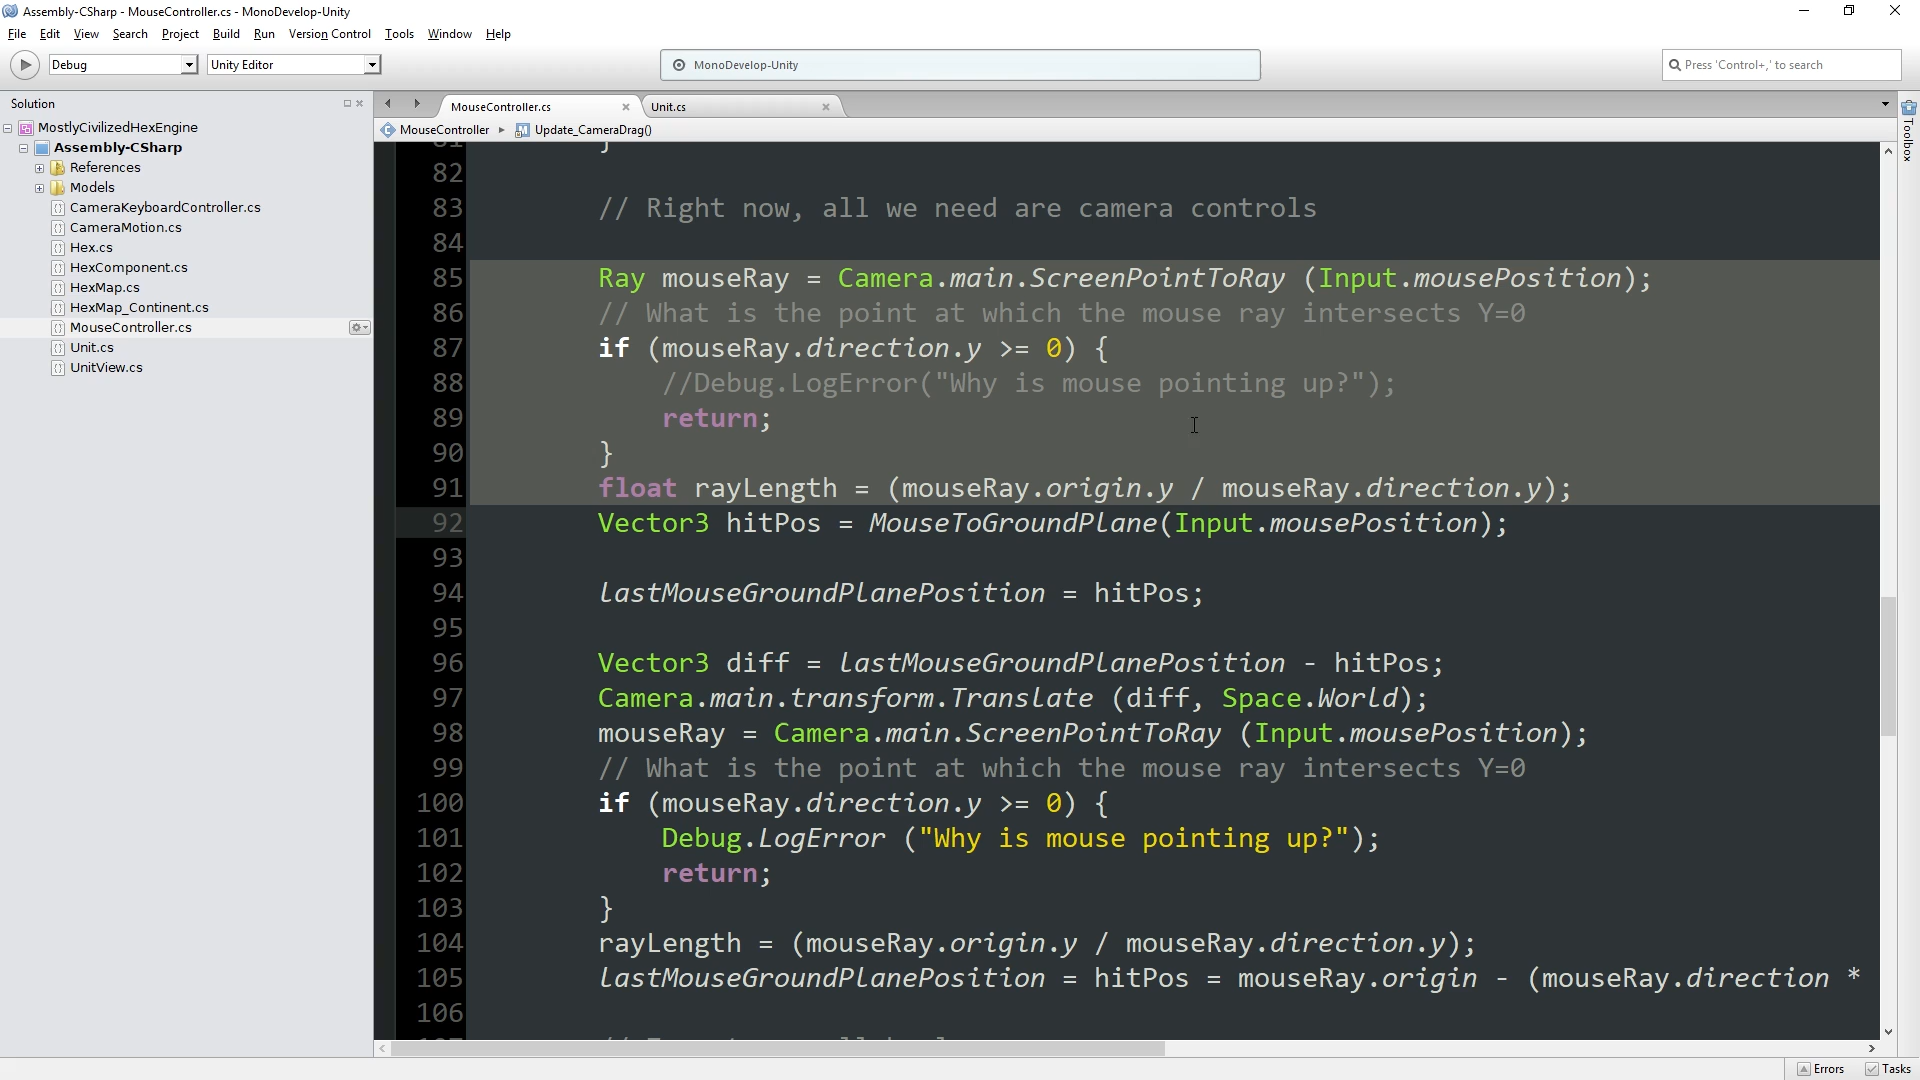 Assembly-CSharp - MouseController.cs - MonoDevelop-Unity
File Edit View Search Project Build Run Version Control Tools Window Help
Debug Unity Editor MonoDevelop-Unity Press 'Control+,' to search
Solution
MostlyCivilizedHexEngine
Assembly-CSharp
References
Models
CameraKeyboardController.cs
CameraMotion.cs
Hex.cs
HexComponent.cs
HexMap.cs
HexMap_Continent.cs
MouseController.cs
Unit.cs
UnitView.cs
MouseController.cs Unit.cs
MouseController Update_CameraDrag()
Toolbox
81 }
82
83 // Right now, all we need are camera controls
84
85 Ray mouseRay = Camera.main.ScreenPointToRay (Input.mousePosition);
86 // What is the point at which the mouse ray intersects Y=0
87 if (mouseRay.direction.y >= 0) {
88 //Debug.LogError("Why is mouse pointing up?");
89 return;
90 }
91 float rayLength = (mouseRay.origin.y / mouseRay.direction.y);
92 Vector3 hitPos = MouseToGroundPlane(Input.mousePosition);
93
94 lastMouseGroundPlanePosition = hitPos;
95
96 Vector3 diff = lastMouseGroundPlanePosition - hitPos;
97 Camera.main.transform.Translate (diff, Space.World);
98 mouseRay = Camera.main.ScreenPointToRay (Input.mousePosition);
99 // What is the point at which the mouse ray intersects Y=0
100 if (mouseRay.direction.y >= 0) {
101 Debug.LogError ("Why is mouse pointing up?");
102 return;
103 }
104 rayLength = (mouseRay.origin.y / mouseRay.direction.y);
105 lastMouseGroundPlanePosition = hitPos = mouseRay.origin - (mouseRay.direction *
106
Errors Tasks